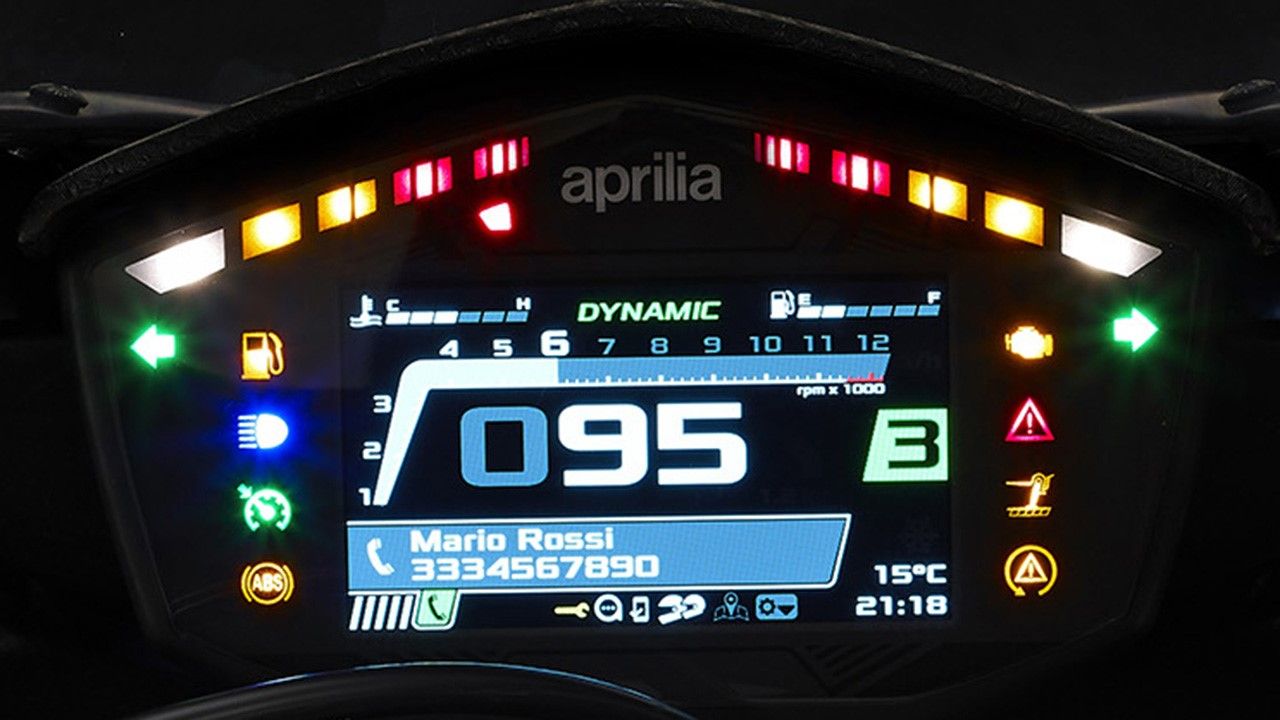 aprilia
C H DYNAMIC E F
4 5 6 7 8 9 10 11 12
rpm x 1000
3
2
1
095
3
Mario Rossi
3334567890
15°C
21:18
ABS